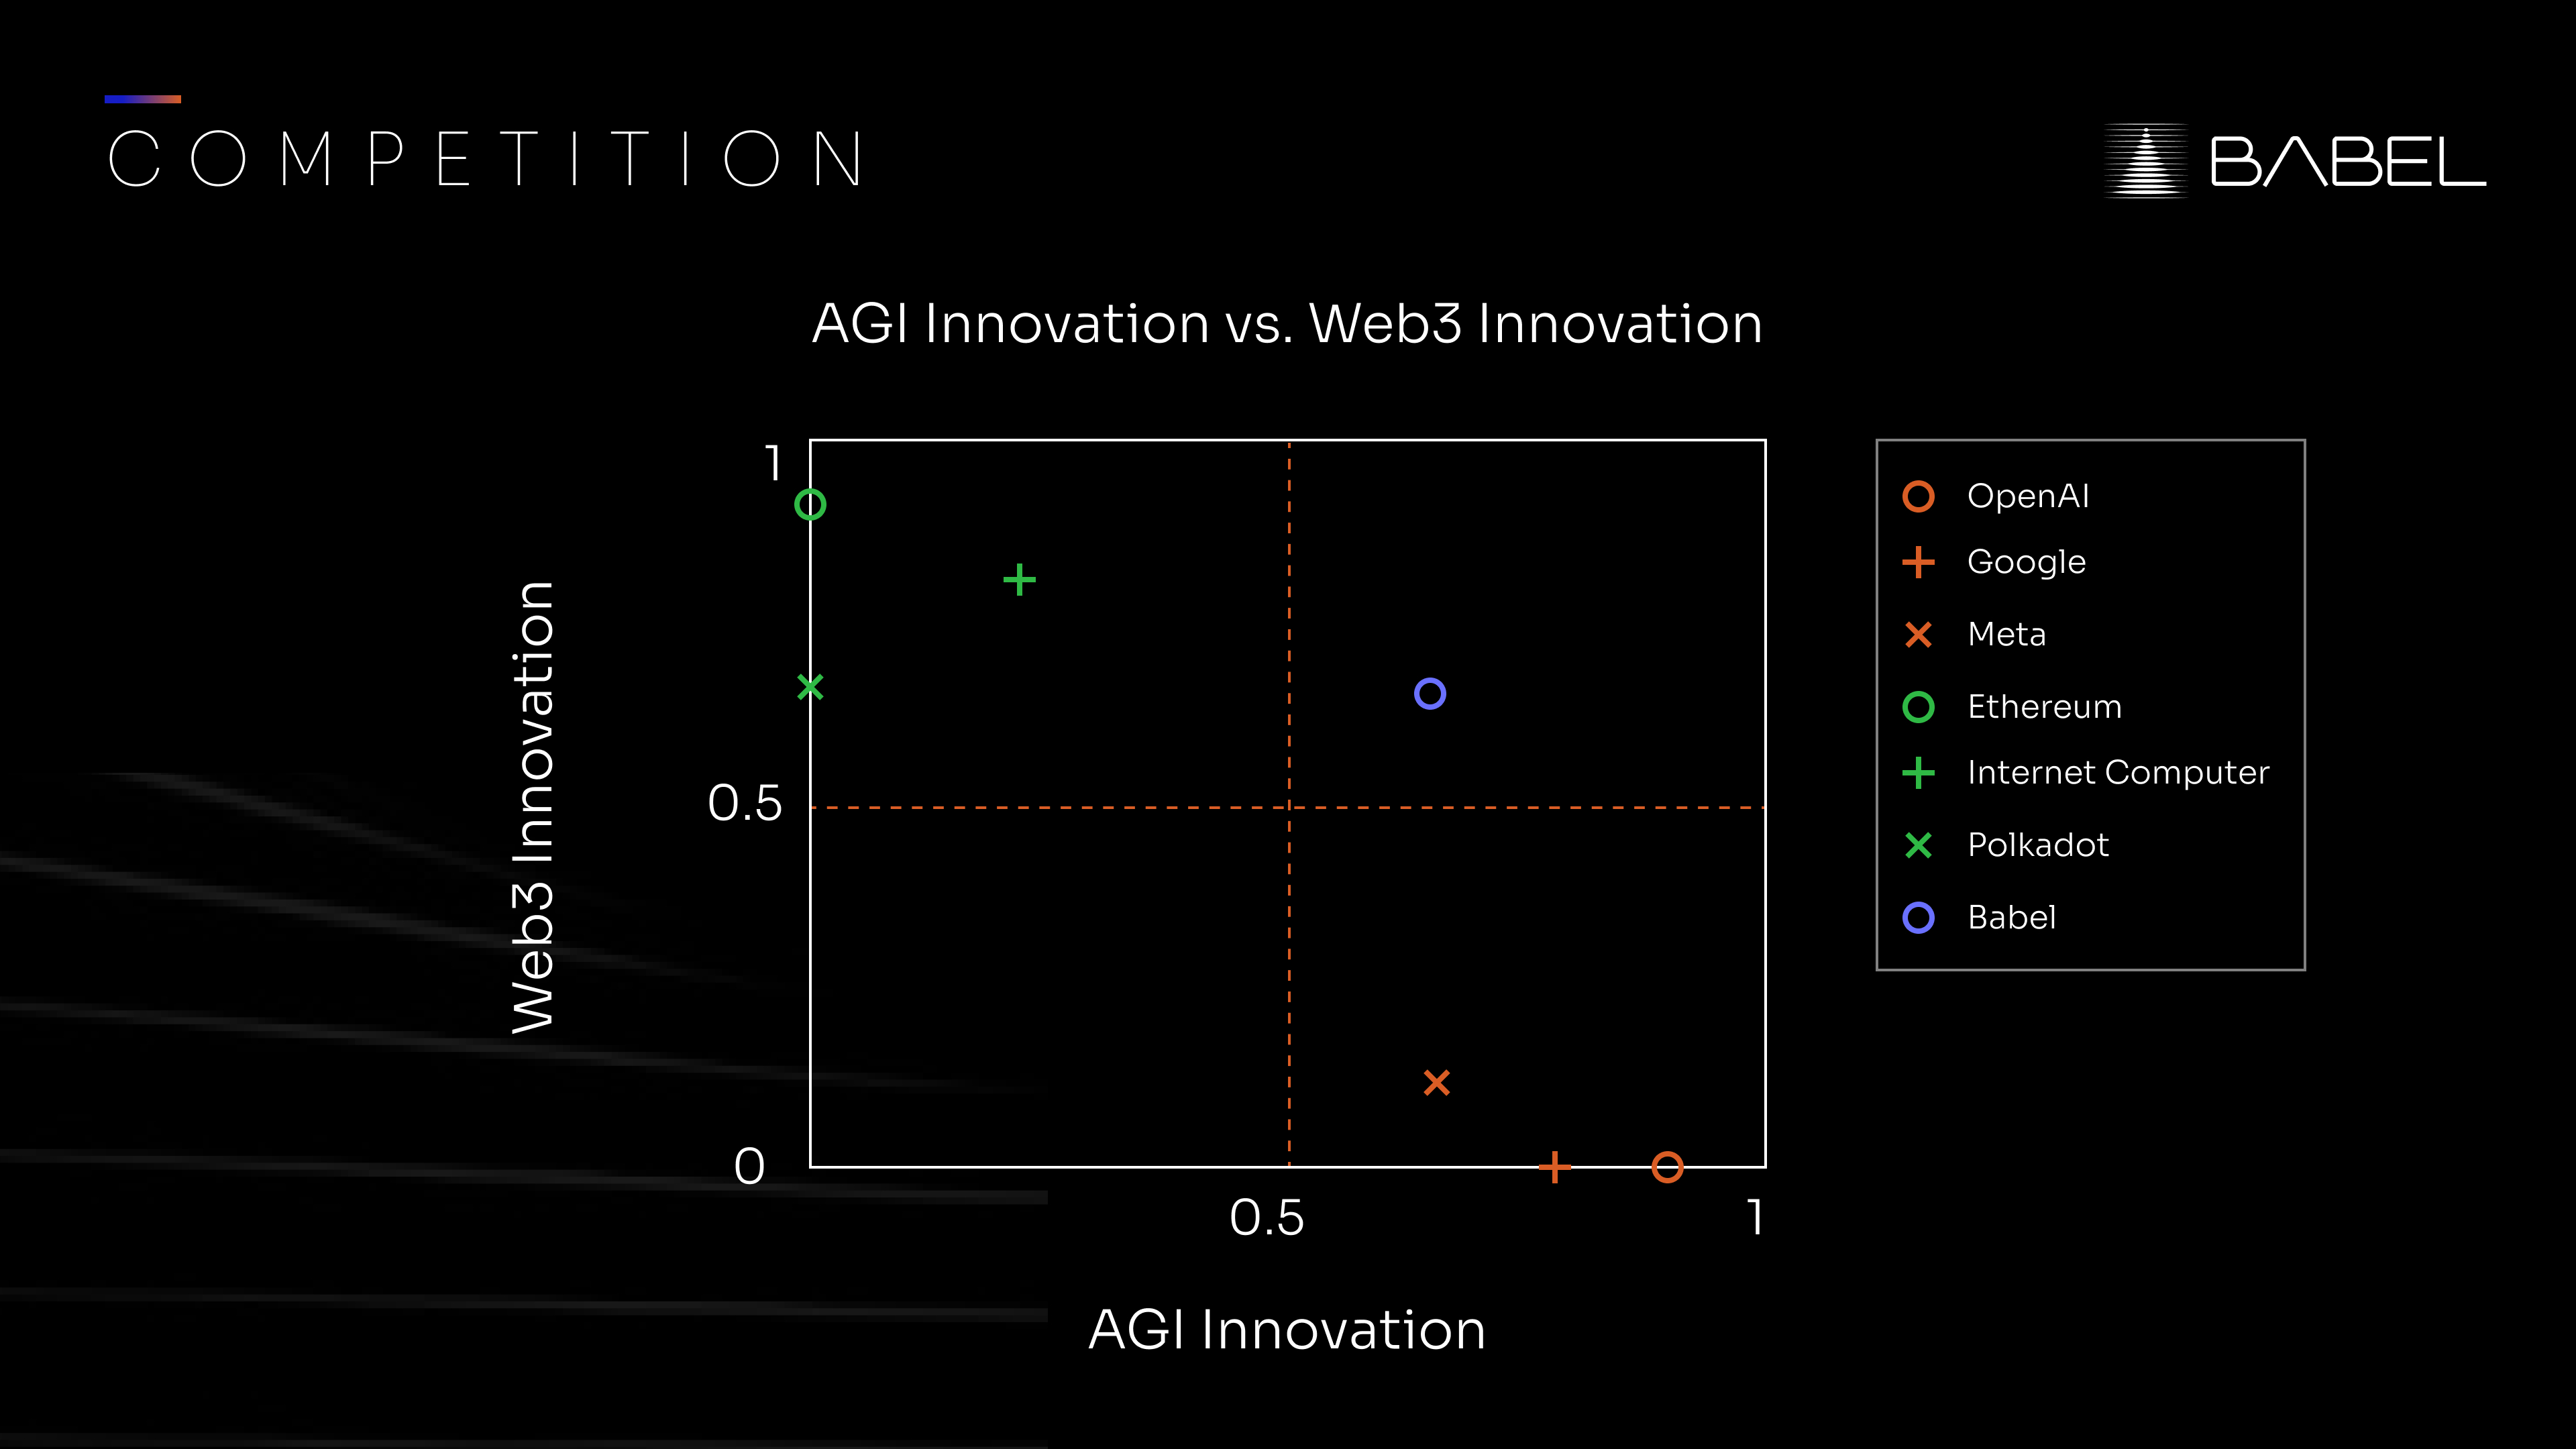 COMPETITION
BABEL
AGI Innovation vs. Web3 Innovation
Web3 Innovation
1
0.5
0
0.5
1
AGI Innovation
OpenAI
Google
Meta
Ethereum
Internet Computer
Polkadot
Babel